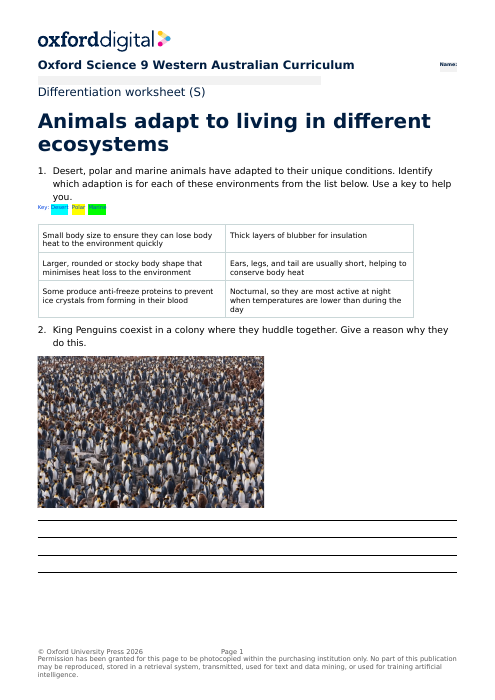 oxforddigital
Oxford Science 9 Western Australian Curriculum
Name:
Differentiation worksheet (S)
Animals adapt to living in different
ecosystems
1. Desert, polar and marine animals have adapted to their unique conditions. Identify
which adaption is for each of these environments from the list below. Use a key to help
you.
Key: Desert Polar Marine
Small body size to ensure they can lose body
heat to the environment quickly
Thick layers of blubber for insulation
Larger, rounded or stocky body shape that
minimises heat loss to the environment
Ears, legs, and tail are usually short, helping to
conserve body heat
Some produce anti-freeze proteins to prevent
ice crystals from forming in their blood
Nocturnal, so they are most active at night
when temperatures are lower than during the
day
2. King Penguins coexist in a colony where they huddle together. Give a reason why they
do this.
© Oxford University Press 2026 Page 1
Permission has been granted for this page to be photocopied within the purchasing institution only. No part of this publication
may be reproduced, stored in a retrieval system, transmitted, used for text and data mining, or used for training artificial
intelligence.